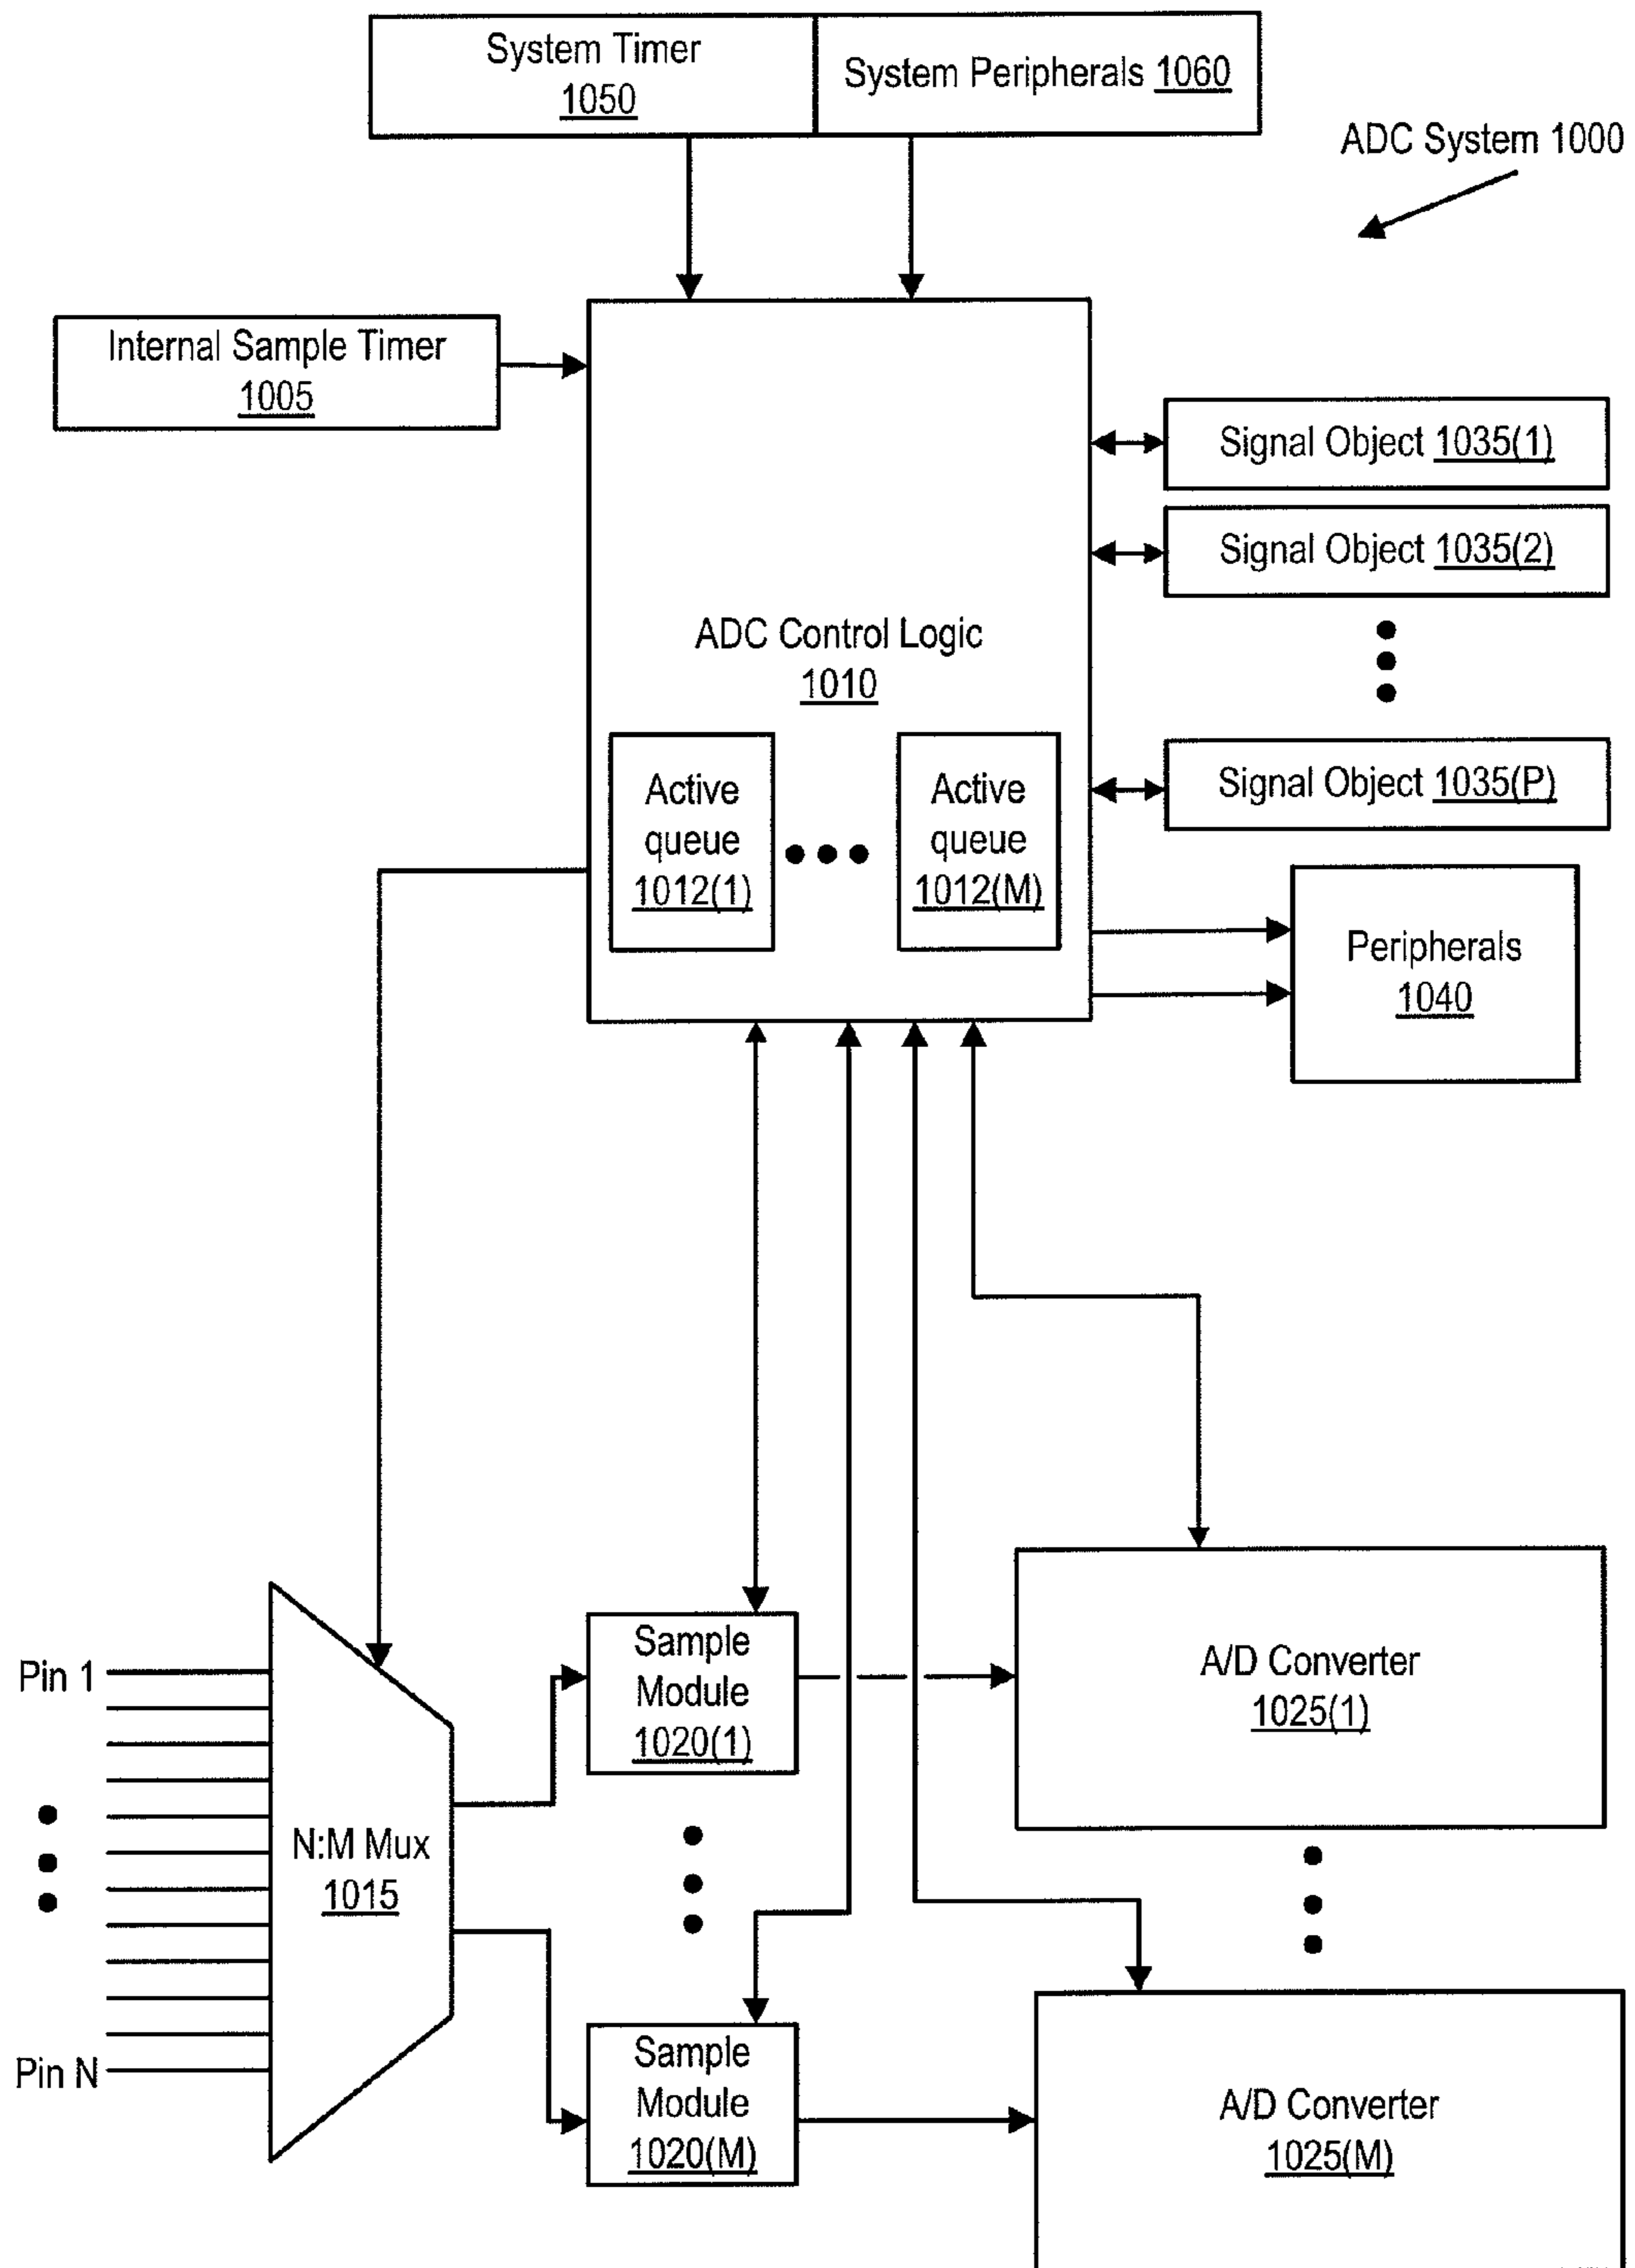 System Timer
1050
System Peripherals 1060
ADC System 1000
Internal Sample Timer
1005
Signal Object 1035(1)
Signal Object 1035(2)
ADC Control Logic
1010
Active
queue
1012(1)
Active
queue
1012(M)
Signal Object 1035(P)
Peripherals
1040
Pin 1
Pin N
N:M Mux
1015
Sample
Module
1020(1)
A/D Converter
1025(1)
Sample
Module
1020(M)
A/D Converter
1025(M)